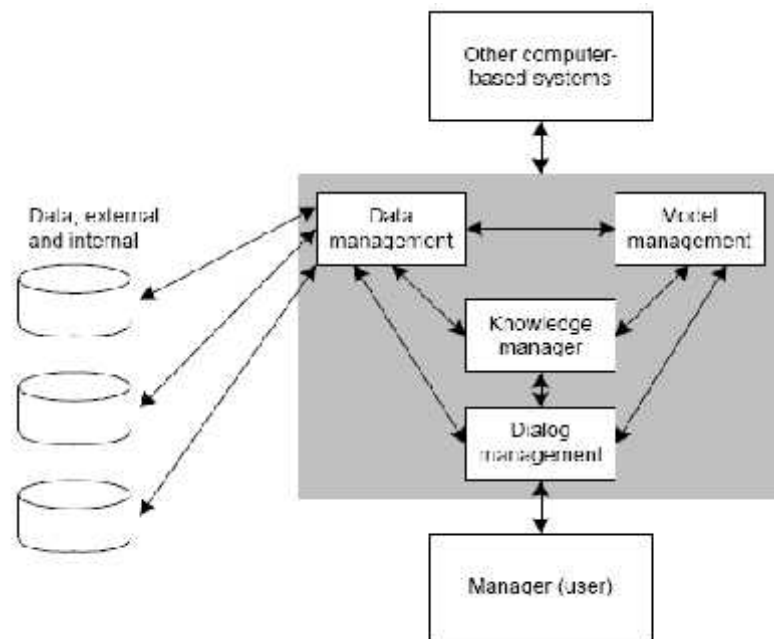 Other computer-
based systems
Data, external
and internal
Data
management
Model
management
Knowledge
manager
Dialog
management
Manager (user)